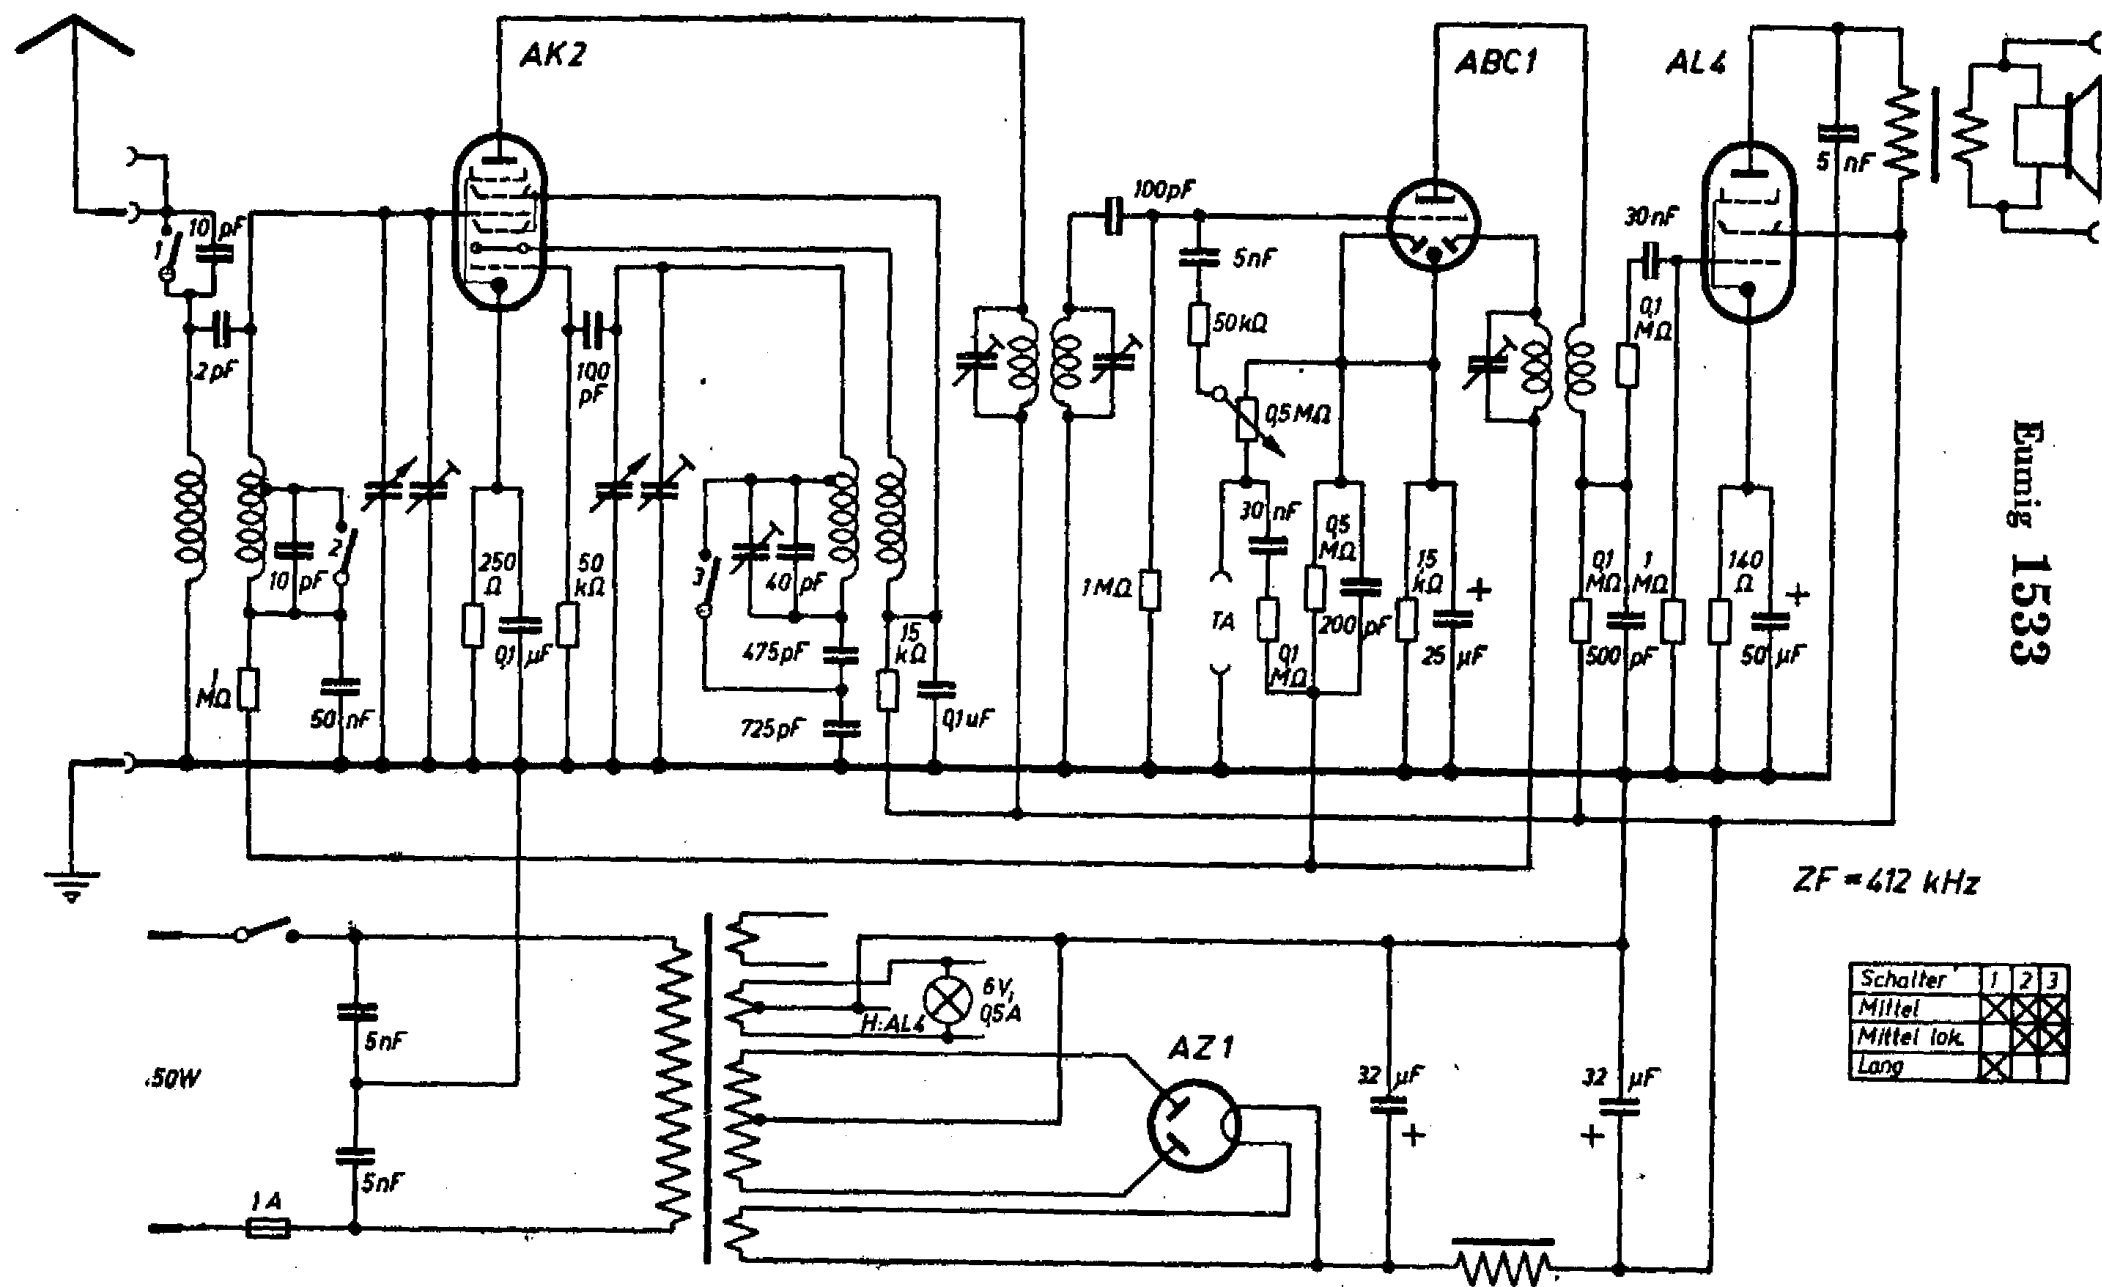 AK2
ABC1
AL4
10 pF
1
2 pF
100
pF
100pF
5nF
50kΩ
0,5MΩ
30nF
0,1
MΩ
5 nF
10 pF
2
250
Ω
0,1 µF
50
kΩ
3
40 pF
475pF
725pF
15
kΩ
0,1uF
1
MΩ
50 nF
1MΩ
TA
30 nF
0,1
MΩ
0,5
MΩ
200 pF
1,5
kΩ
+
25 µF
0,1
MΩ
500 pF
1
MΩ
140
Ω
+
50 µF
Eumig 1533
ZF = 412 kHz
50W
5nF
5nF
1A
H:AL4
6V,
0,5A
AZ1
32 µF
+
32 µF
+
Schalter 1 2 3
Mittel
Mittel lok.
Lang